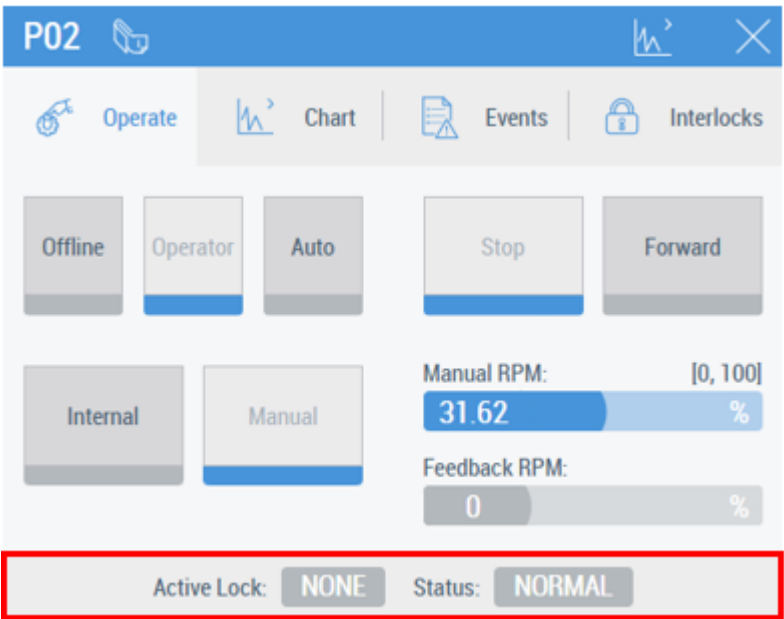 P02
Operate Chart Events Interlocks
Offline Operator Auto Stop Forward
Internal Manual
Manual RPM: [0, 100]
31.62 %
Feedback RPM:
0 %
Active Lock: NONE Status: NORMAL